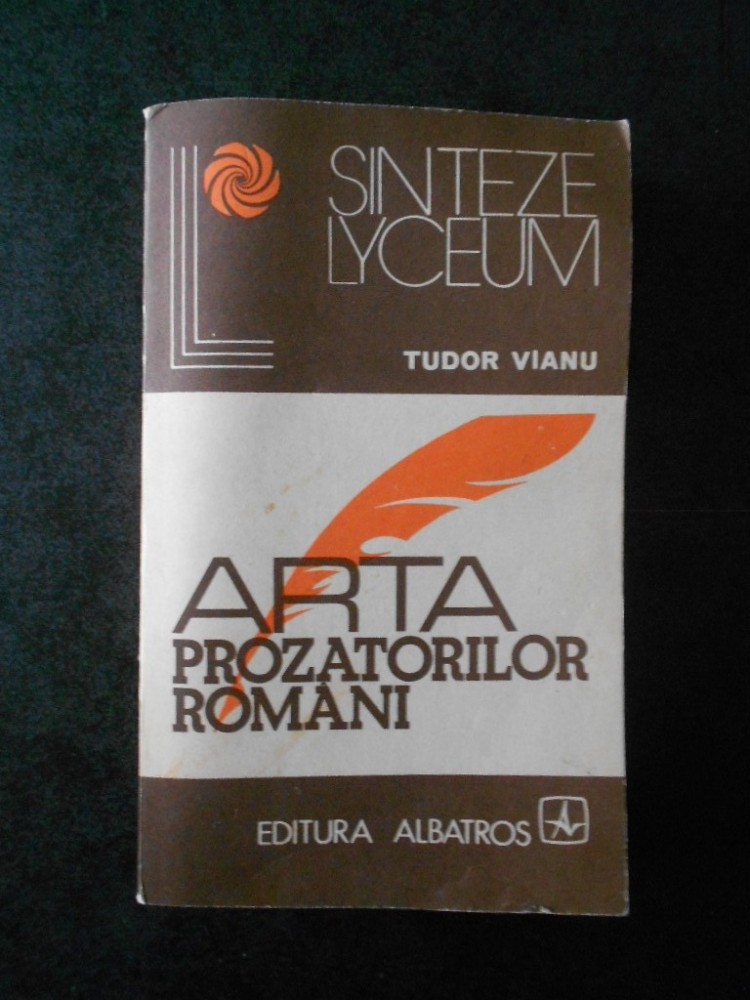 SINTEZE
LYCEUM
TUDOR VIANU
ARTA
PROZATORILOR
ROMÂNI
EDITURA ALBATROS